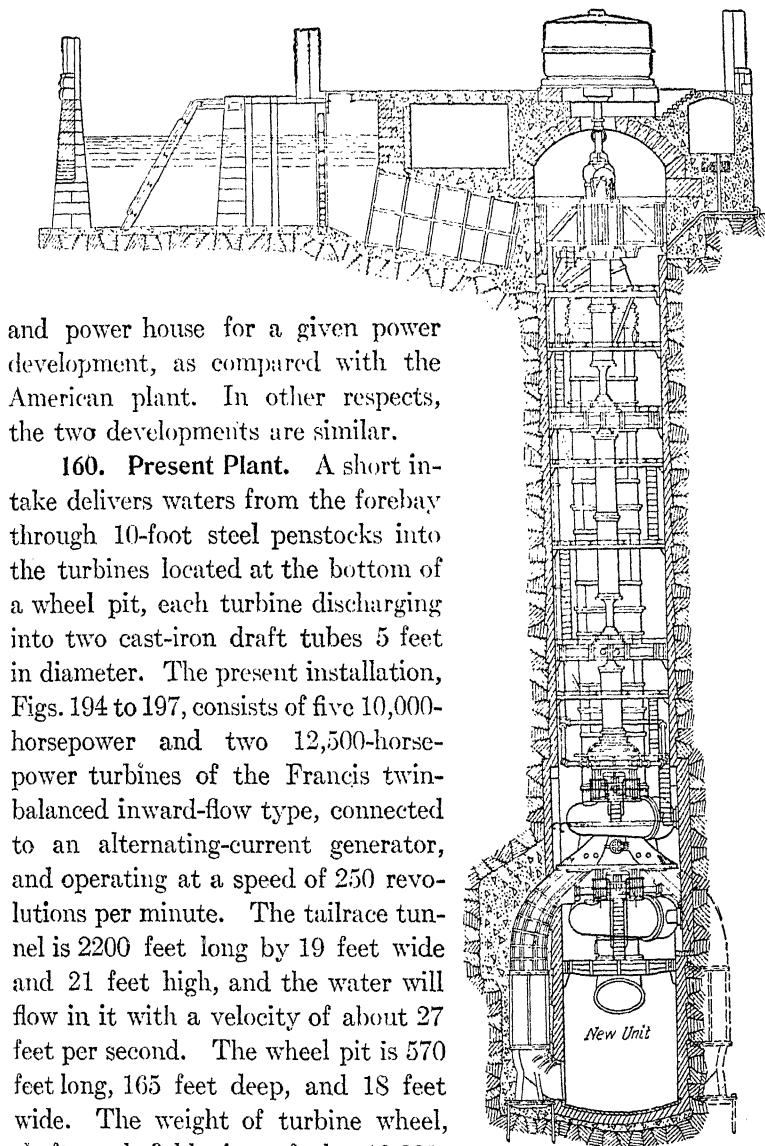 and power house for a given power
development, as compared with the
American plant. In other respects,
the two developments are similar.
160. Present Plant. A short in-
take delivers waters from the forebay
through 10-foot steel penstocks into
the turbines located at the bottom of
a wheel pit, each turbine discharging
into two cast-iron draft tubes 5 feet
in diameter. The present installation,
Figs. 194 to 197, consists of five 10,000-
horsepower and two 12,500-horse-
power turbines of the Francis twin-
balanced inward-flow type, connected
to an alternating-current generator,
and operating at a speed of 250 revo-
lutions per minute. The tailrace tun-
nel is 2200 feet long by 19 feet wide
and 21 feet high, and the water will
flow in it with a velocity of about 27
feet per second. The wheel pit is 570
feet long, 165 feet deep, and 18 feet
wide. The weight of turbine wheel,
New Unit